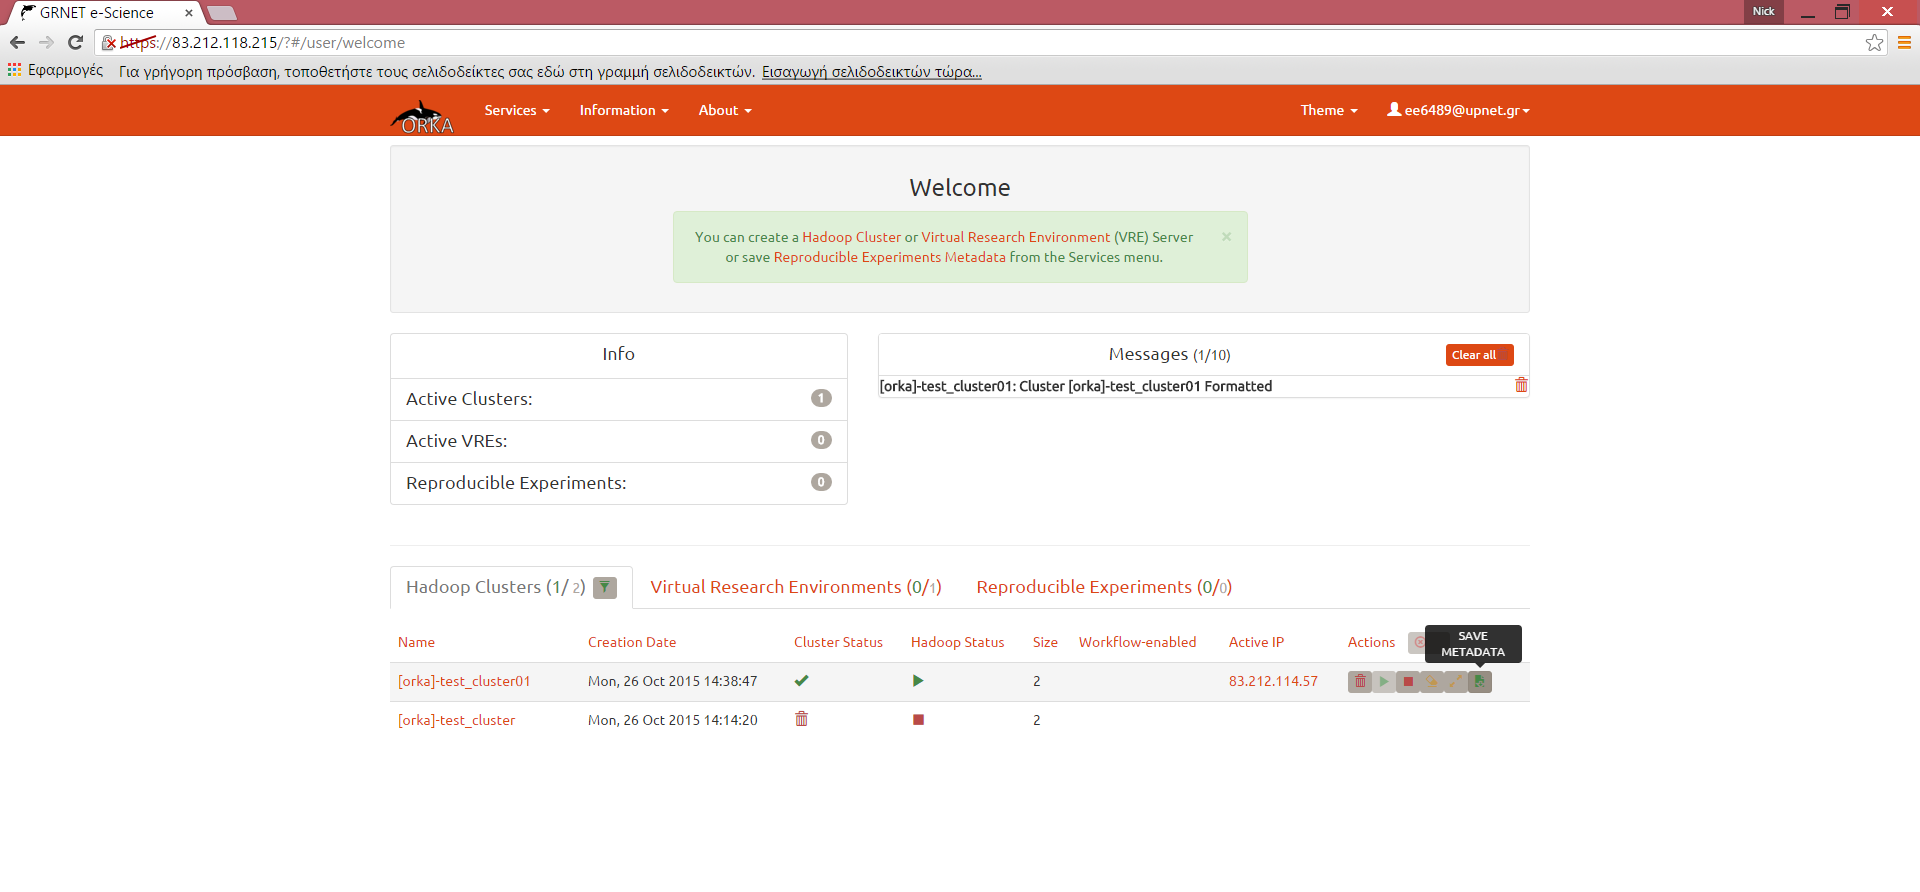 GRNET e-Science
Nick
https://83.212.118.215/?#/user/welcome
Εφαρμογές Για γρήγορη πρόσβαση, τοποθετήστε τους σελιδοδείκτες σας εδώ στη γραμμή σελιδοδεικτών. Εισαγωγή σελιδοδεικτών τώρα...
ORKA Services Information About Theme ee6489@upnet.gr
Welcome
You can create a Hadoop Cluster or Virtual Research Environment (VRE) Server ×
or save Reproducible Experiments Metadata from the Services menu.
Info
Active Clusters: 1
Active VREs: 0
Reproducible Experiments: 0
Messages (1/10) Clear all
[orka]-test_cluster01: Cluster [orka]-test_cluster01 Formatted
Hadoop Clusters (1/ 2) Virtual Research Environments (0/1) Reproducible Experiments (0/0)
Name Creation Date Cluster Status Hadoop Status Size Workflow-enabled Active IP Actions
SAVE
METADATA
[orka]-test_cluster01 Mon, 26 Oct 2015 14:38:47 2 83.212.114.57
[orka]-test_cluster Mon, 26 Oct 2015 14:14:20 2